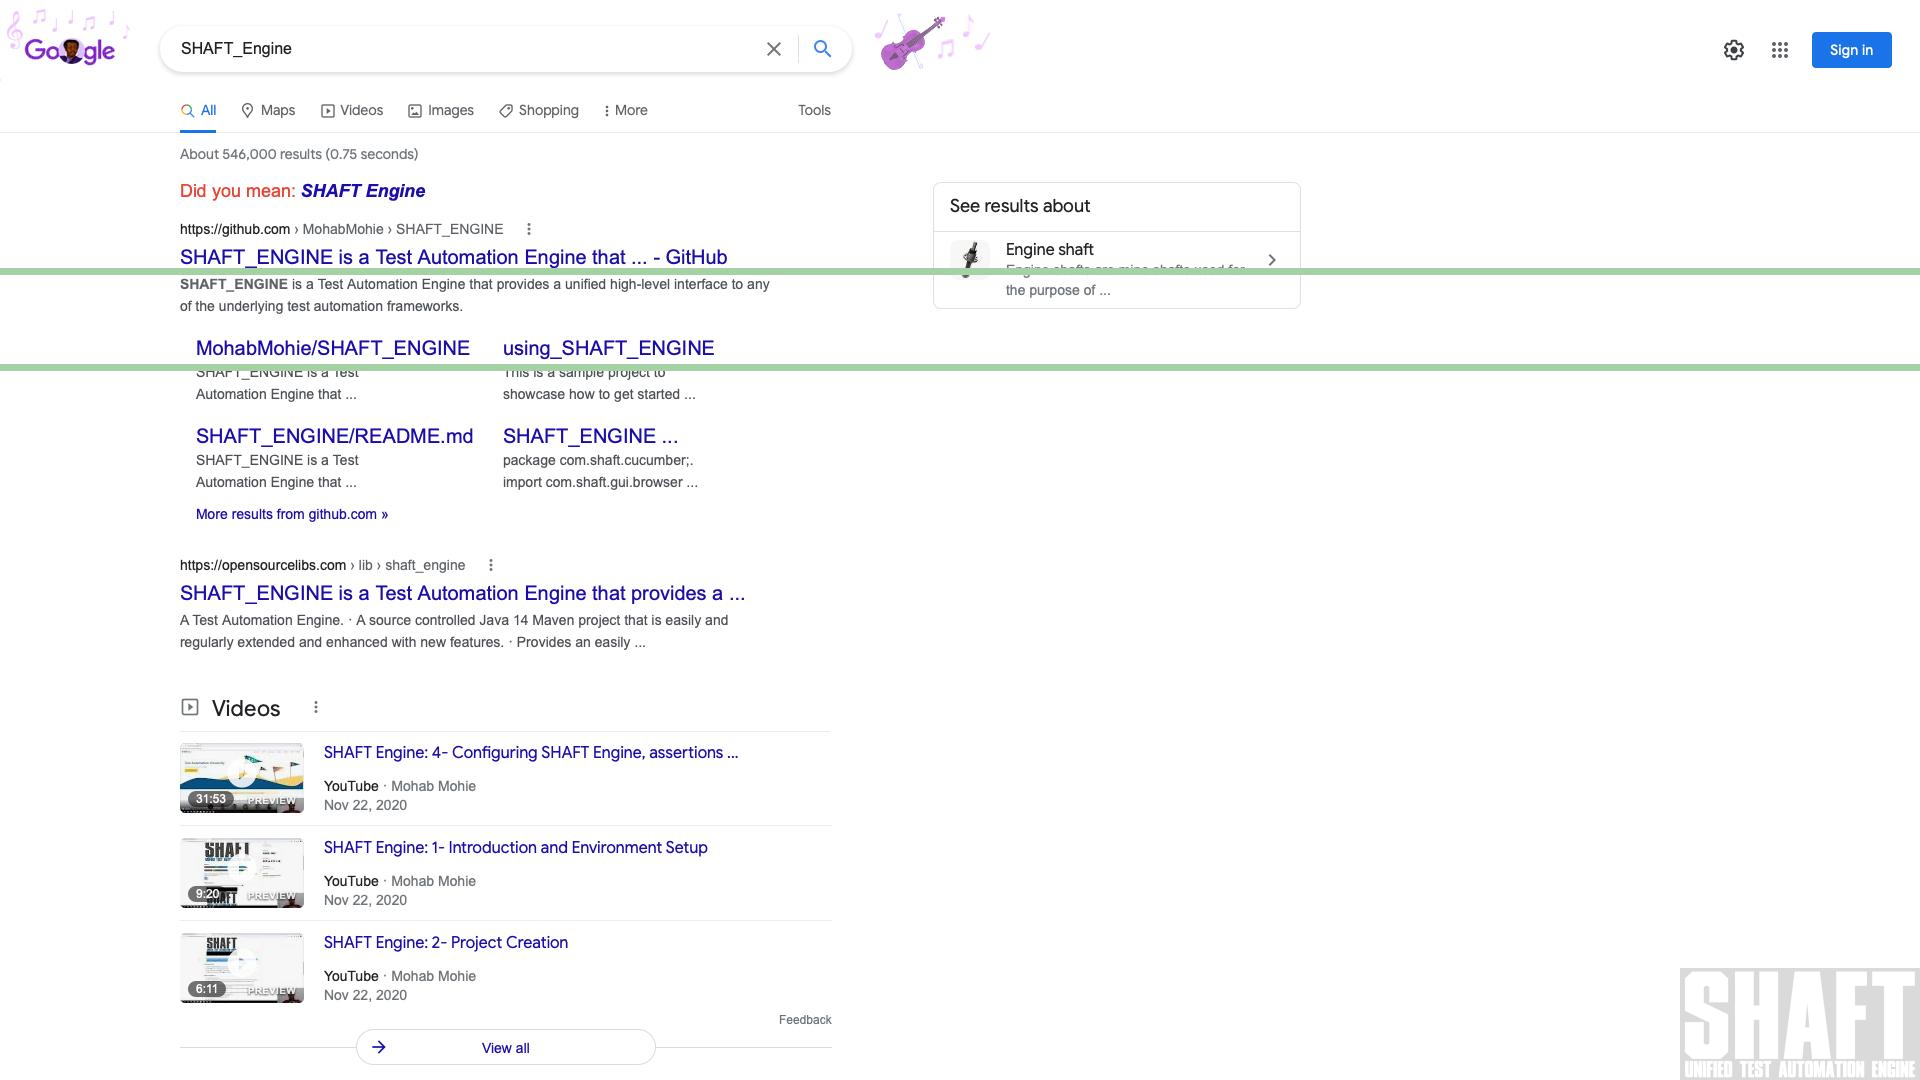 Google
SHAFT_Engine
Sign in
All
Maps
Videos
Images
Shopping
More
Tools
About 546,000 results (0.75 seconds)
Did you mean: SHAFT Engine
https://github.com › MohabMohie › SHAFT_ENGINE
SHAFT_ENGINE is a Test Automation Engine that ... - GitHub
SHAFT_ENGINE is a Test Automation Engine that provides a unified high-level interface to any
of the underlying test automation frameworks.
MohabMohie/SHAFT_ENGINE
SHAFT_ENGINE is a Test
Automation Engine that ...
using_SHAFT_ENGINE
This is a sample project to
showcase how to get started ...
SHAFT_ENGINE/README.md
SHAFT_ENGINE is a Test
Automation Engine that ...
SHAFT_ENGINE ...
package com.shaft.cucumber;.
import com.shaft.gui.browser ...
More results from github.com »
https://opensourcelibs.com › lib › shaft_engine
SHAFT_ENGINE is a Test Automation Engine that provides a ...
A Test Automation Engine. · A source controlled Java 14 Maven project that is easily and
regularly extended and enhanced with new features. · Provides an easily ...
Videos
31:53
PREVIEW
SHAFT Engine: 4- Configuring SHAFT Engine, assertions ...
YouTube · Mohab Mohie
Nov 22, 2020
SHAFT
9:20
PREVIEW
SHAFT Engine: 1- Introduction and Environment Setup
YouTube · Mohab Mohie
Nov 22, 2020
SHAFT
6:11
PREVIEW
SHAFT Engine: 2- Project Creation
YouTube · Mohab Mohie
Nov 22, 2020
Feedback
View all
See results about
Engine shaft
Engine shafts are mine shafts used for
the purpose of ...
SHAFT
UNIFIED TEST AUTOMATION ENGINE